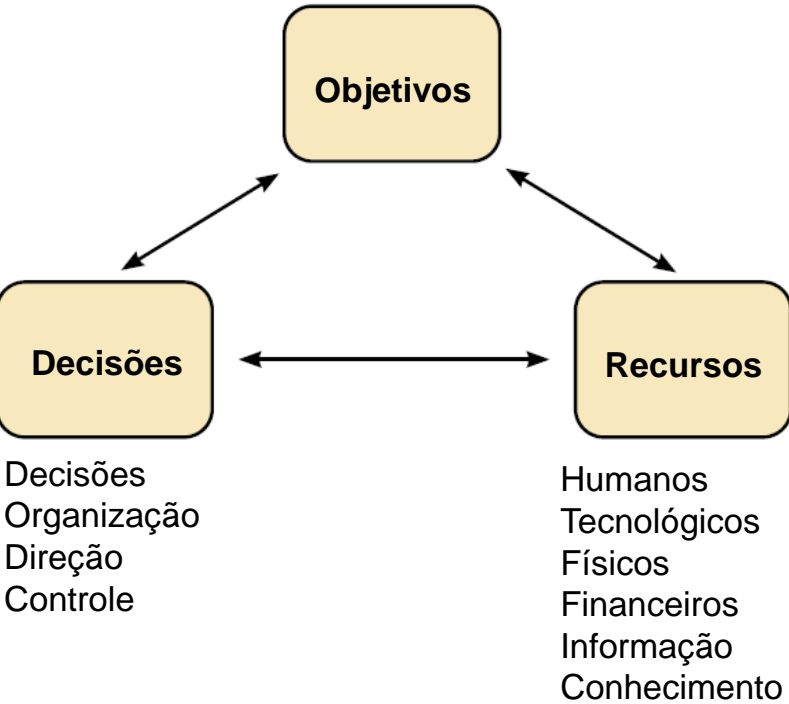 Objetivos
Decisões
Recursos
Decisões
Organização
Direção
Controle
Humanos
Tecnológicos
Físicos
Financeiros
Informação
Conhecimento